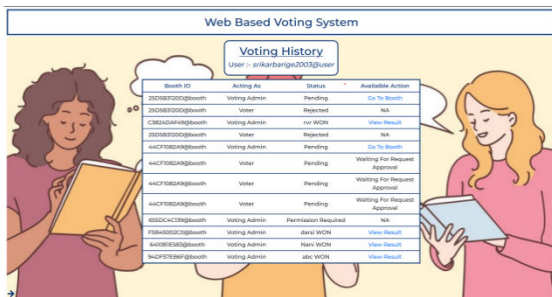 Web Based Voting System
Voting History
User :- srikarbarige2003@user
Booth ID Acting As Status Available Action
25D5B3120D@booth Voting Admin Pending Go To Booth
25D5B3120D@booth Voter Rejected NA
C3824DAF49@booth Voting Admin rvr WON View Result
25D5B3120D@booth Voter Rejected NA
44CF1082A9@booth Voting Admin Pending Go To Booth
44CF1082A9@booth Voter Pending Waiting For Request
Approval
44CF1082A9@booth Voter Pending Waiting For Request
Approval
44CF1082A9@booth Voter Pending Waiting For Request
Approval
655DC4C139@booth Voting Admin Permission Required NA
F5B45002C0@booth Voting Admin darsi WON View Result
6410B1E583@booth Voting Admin Nani WON View Result
94DF57EB6F@booth Voting Admin abc WON View Result